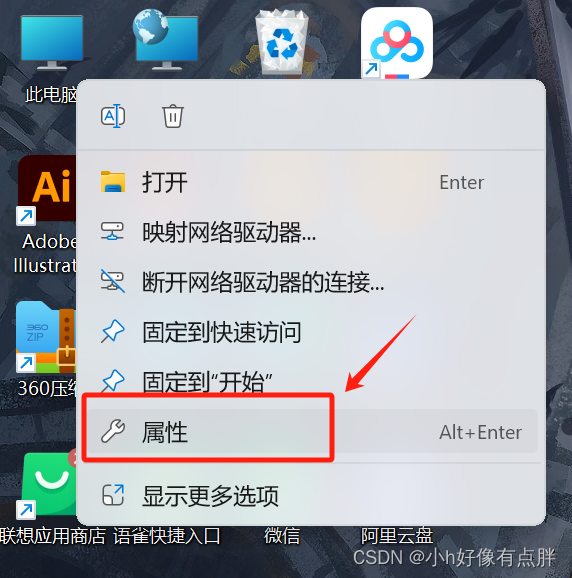 此电脑
打开 Enter
映射网络驱动器...
Ai
Adobe
Illustrat
断开网络驱动器的连接...
固定到快速访问
360
ZIP
固定到“开始”
360压缩
属性 Alt+Enter
显示更多选项
联想应用商店 语雀快捷入口 微信 阿里云盘
CSDN @小h好像有点胖